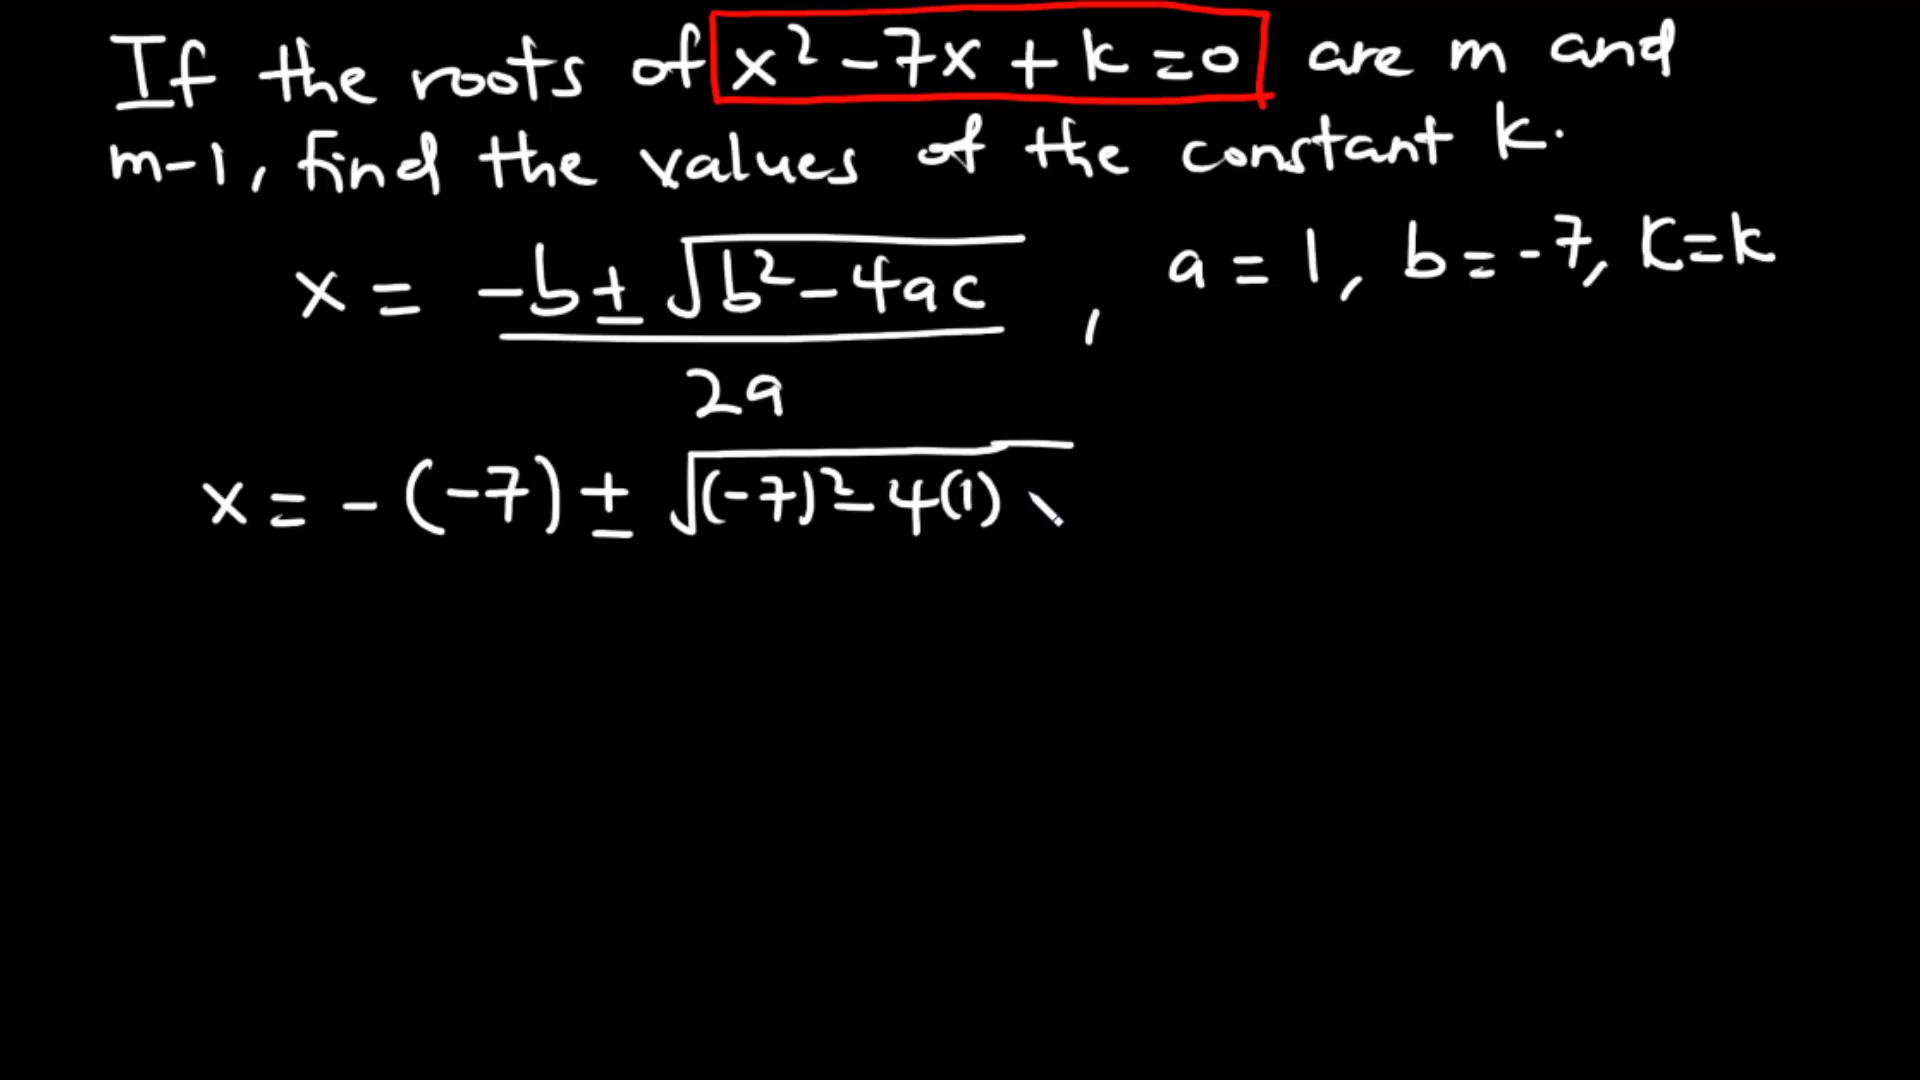 If the roots of x² - 7x + k = 0 are m and
m-1, find the values of the constant k.
x = -b ± √b² - 4ac / 2a , a = 1, b = -7, K = k
x = -(-7) ± √(-7)² - 4(1)